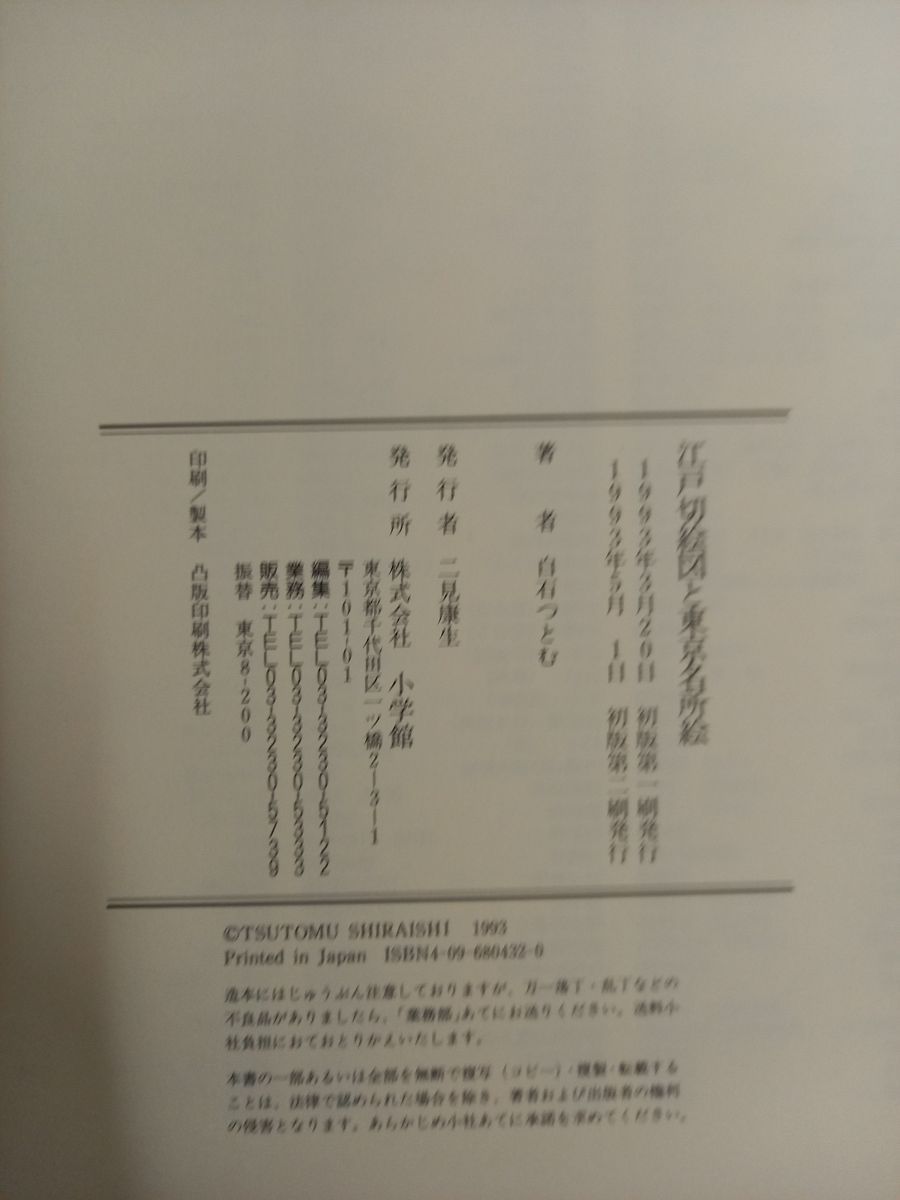 江戸切絵図と東京名所絵
1993年3月20日　初版第一刷発行
1993年5月　1日　初版第二刷発行
著　者　白石つとむ
発行者　二見康生
発行所　株式会社　小学館
東京都千代田区一ツ橋2―3―1
〒101-01
編集:TEL03-3230-5122
業務:TEL03-3230-5333
販売:TEL03-3230-5739
振替　東京8-200
印刷／製本　凸版印刷株式会社
©TSUTOMU SHIRAISHI　1993
Printed in Japan　ISBN4-09-680432-0
造本にはじゅうぶん注意しておりますが、万一落丁・乱丁などの
不良品がありましたら、「業務部」あてにお送りください。送料小
社負担にておとりかえいたします。
本書の一部あるいは全部を無断で複写（コピー）・複製・転載する
ことは、法律で認められた場合を除き、著者および出版者の権利
の侵害となります。あらかじめ小社あてに承諾を求めてください。